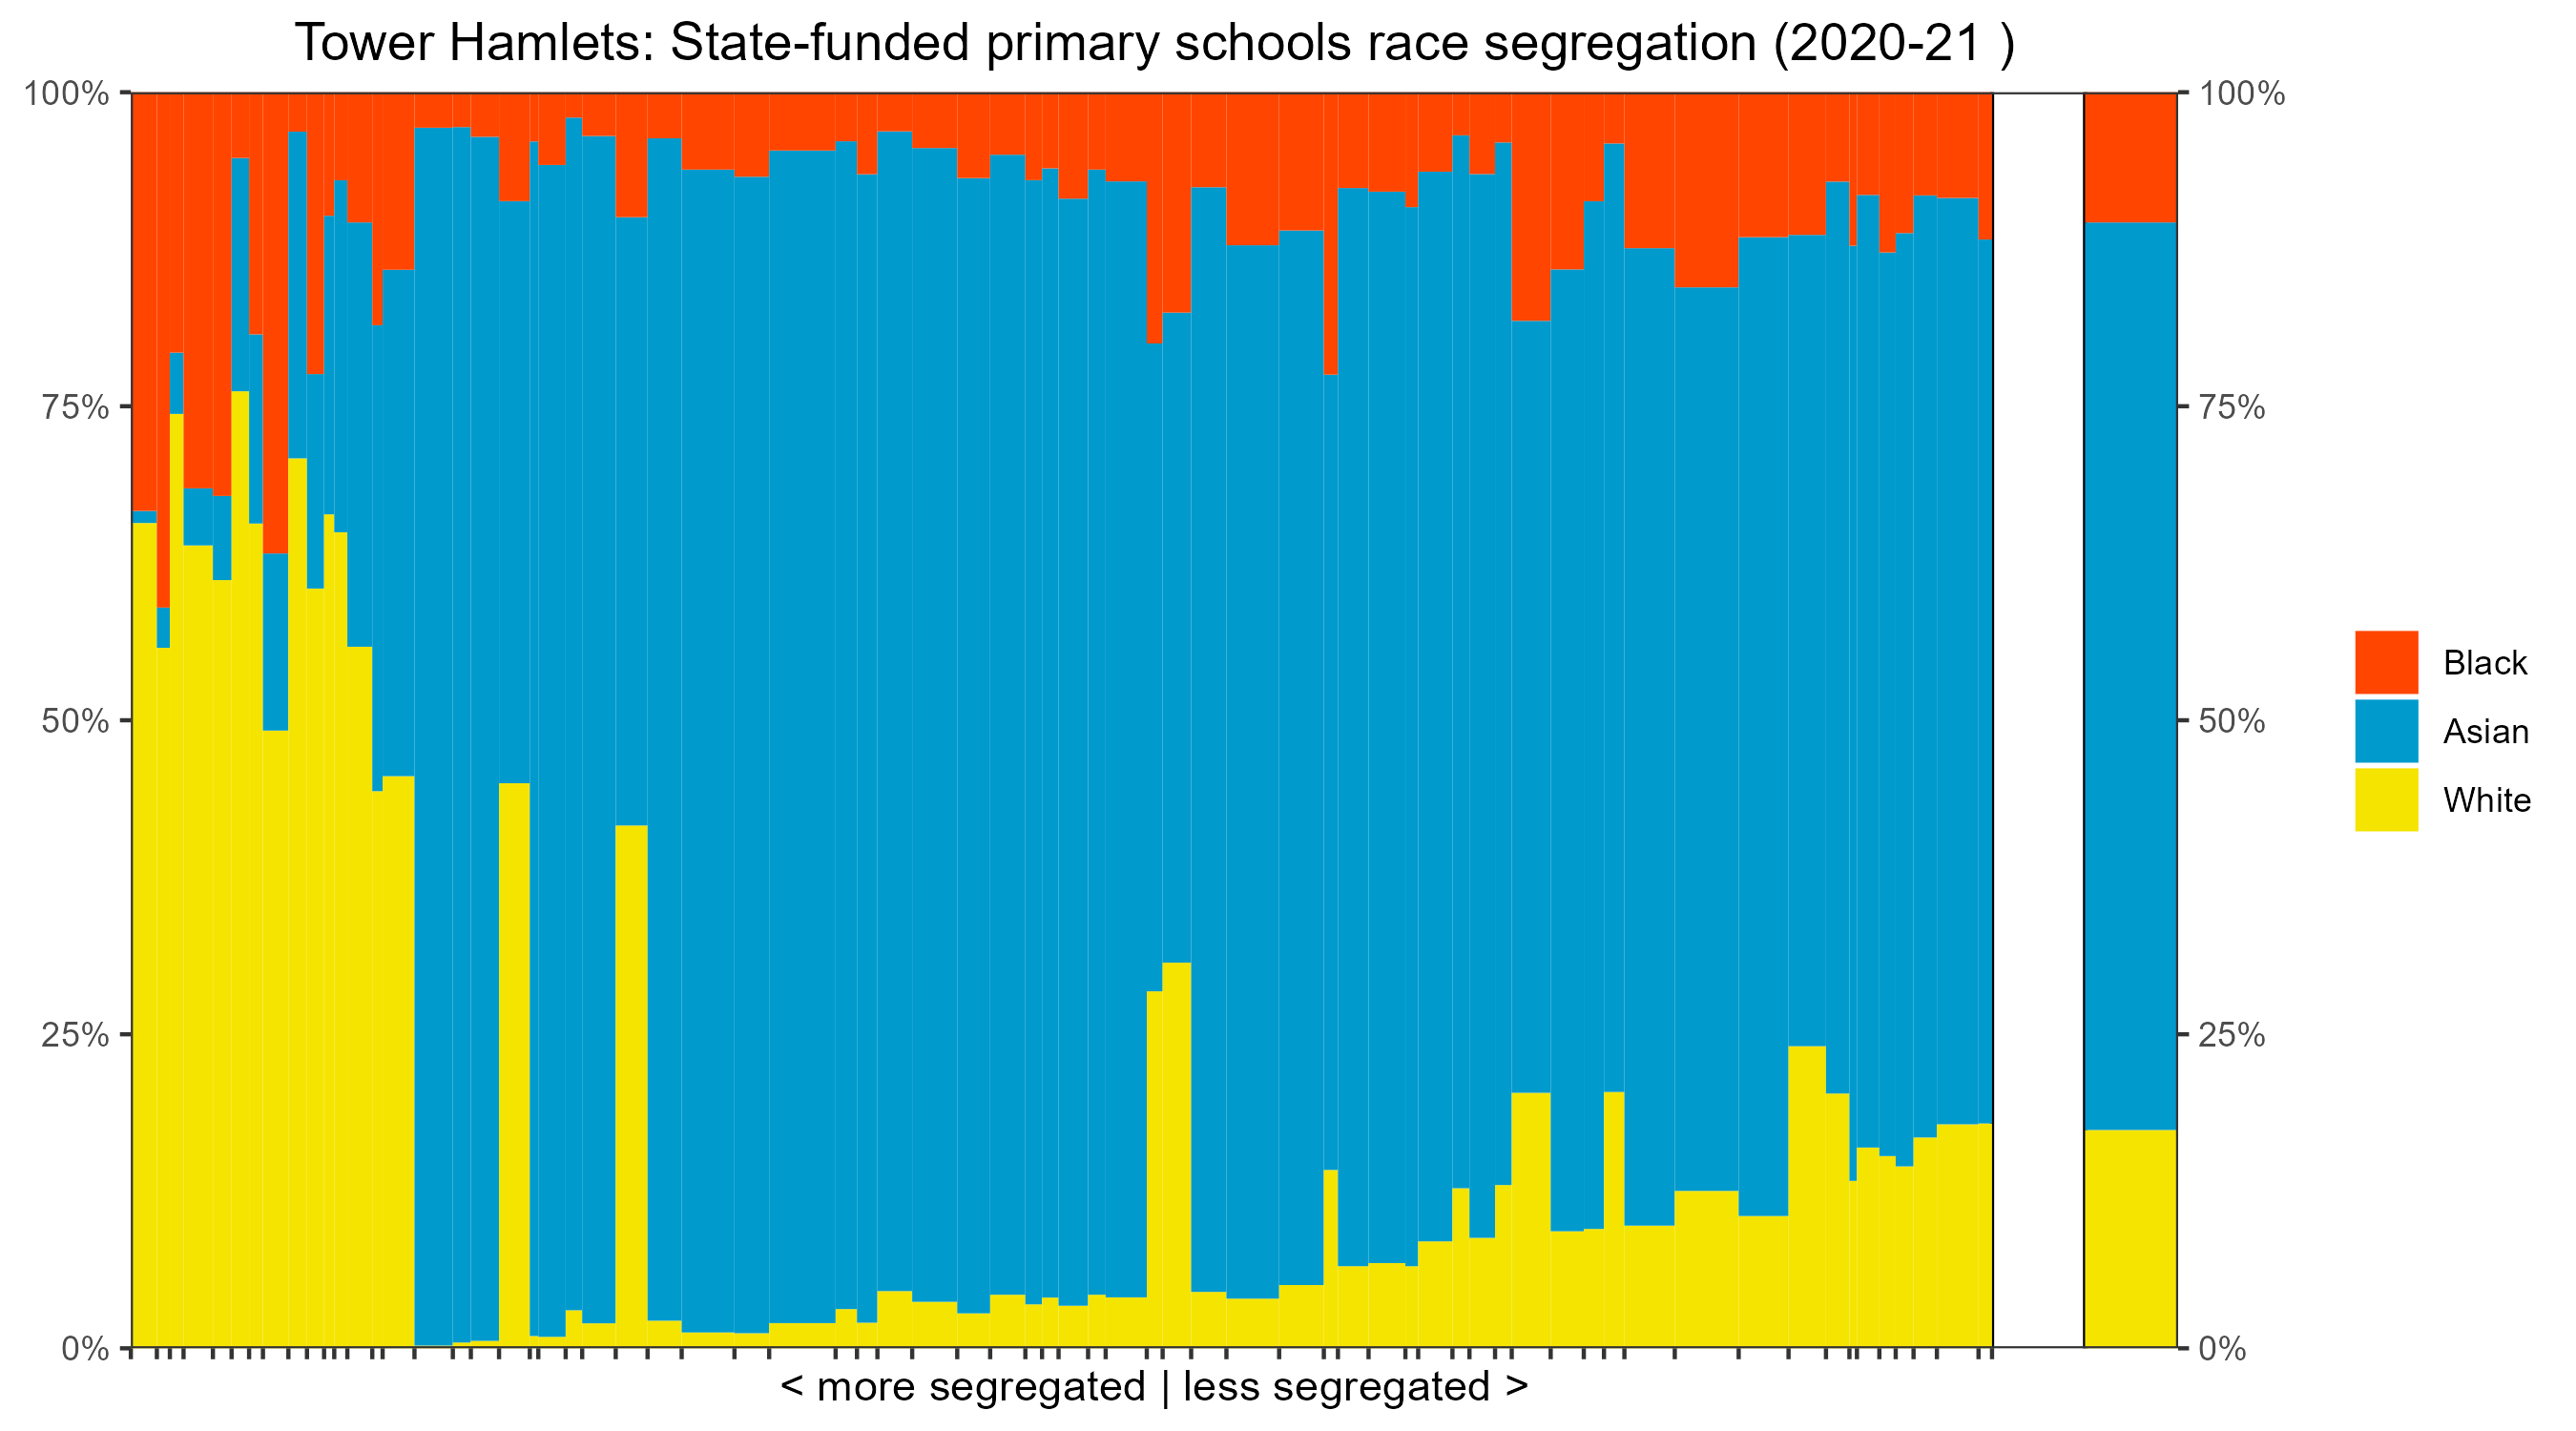 Tower Hamlets: State-funded primary schools race segregation (2020-21 )
100%
75%
50%
25%
0%
100%
75%
50%
25%
0%
Black
Asian
White
< more segregated | less segregated >